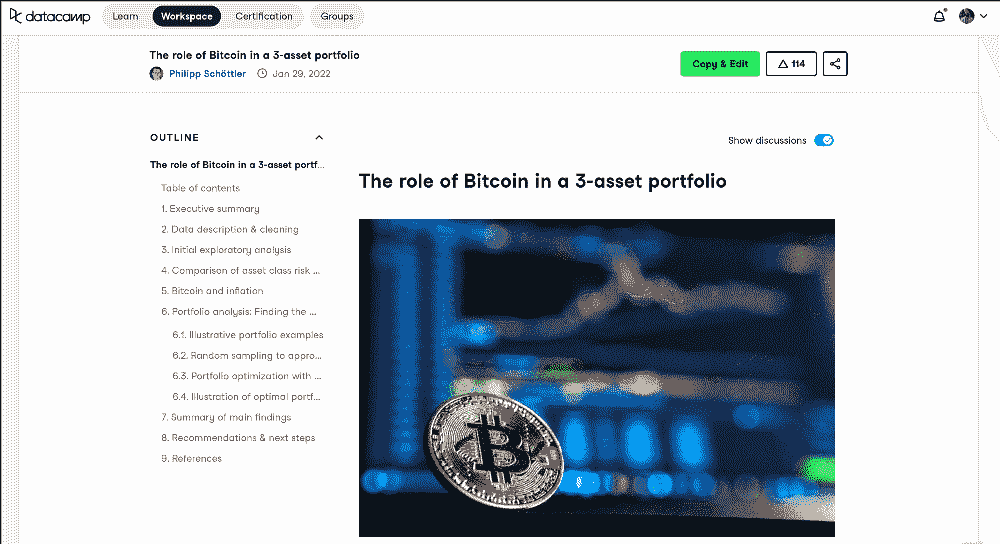 datacamp Learn Workspace Certification Groups
The role of Bitcoin in a 3-asset portfolio
Philipp Schöttler Jan 29, 2022
Copy & Edit 114
OUTLINE
Show discussions
The role of Bitcoin in a 3-asset portf...
Table of contents
1. Executive summary
2. Data description & cleaning
3. Initial exploratory analysis
4. Comparison of asset class risk ...
5. Bitcoin and inflation
6. Portfolio analysis: Finding the ...
6.1. Illustrative portfolio examples
6.2. Random sampling to appro...
6.3. Portfolio optimization with ...
6.4. Illustration of optimal portf...
7. Summary of main findings
8. Recommendations & next steps
9. References
The role of Bitcoin in a 3-asset portfolio